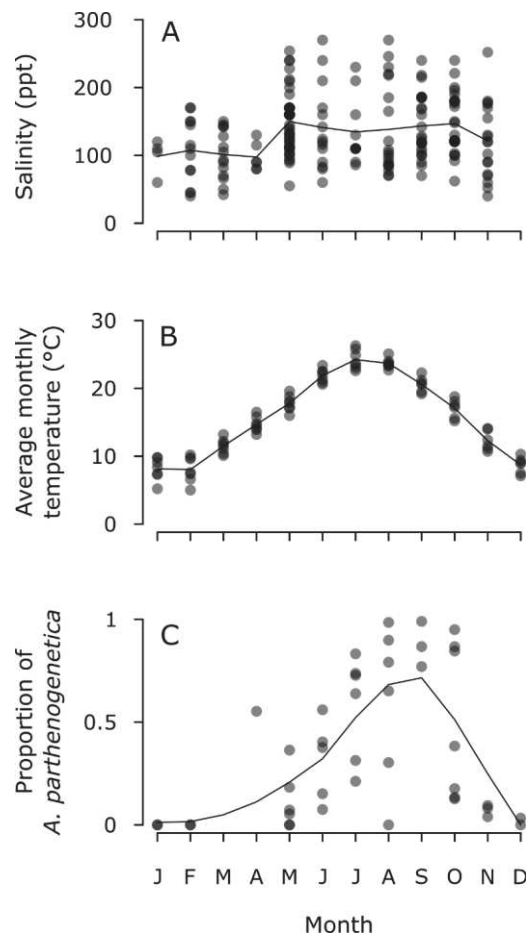 A
Salinity (ppt)
300
200
100
0
B
Average monthly
temperature (°C)
30
20
10
0
C
Proportion of
A. parthenogenetica
1
0.5
0
J F M A M J J A S O N D
Month